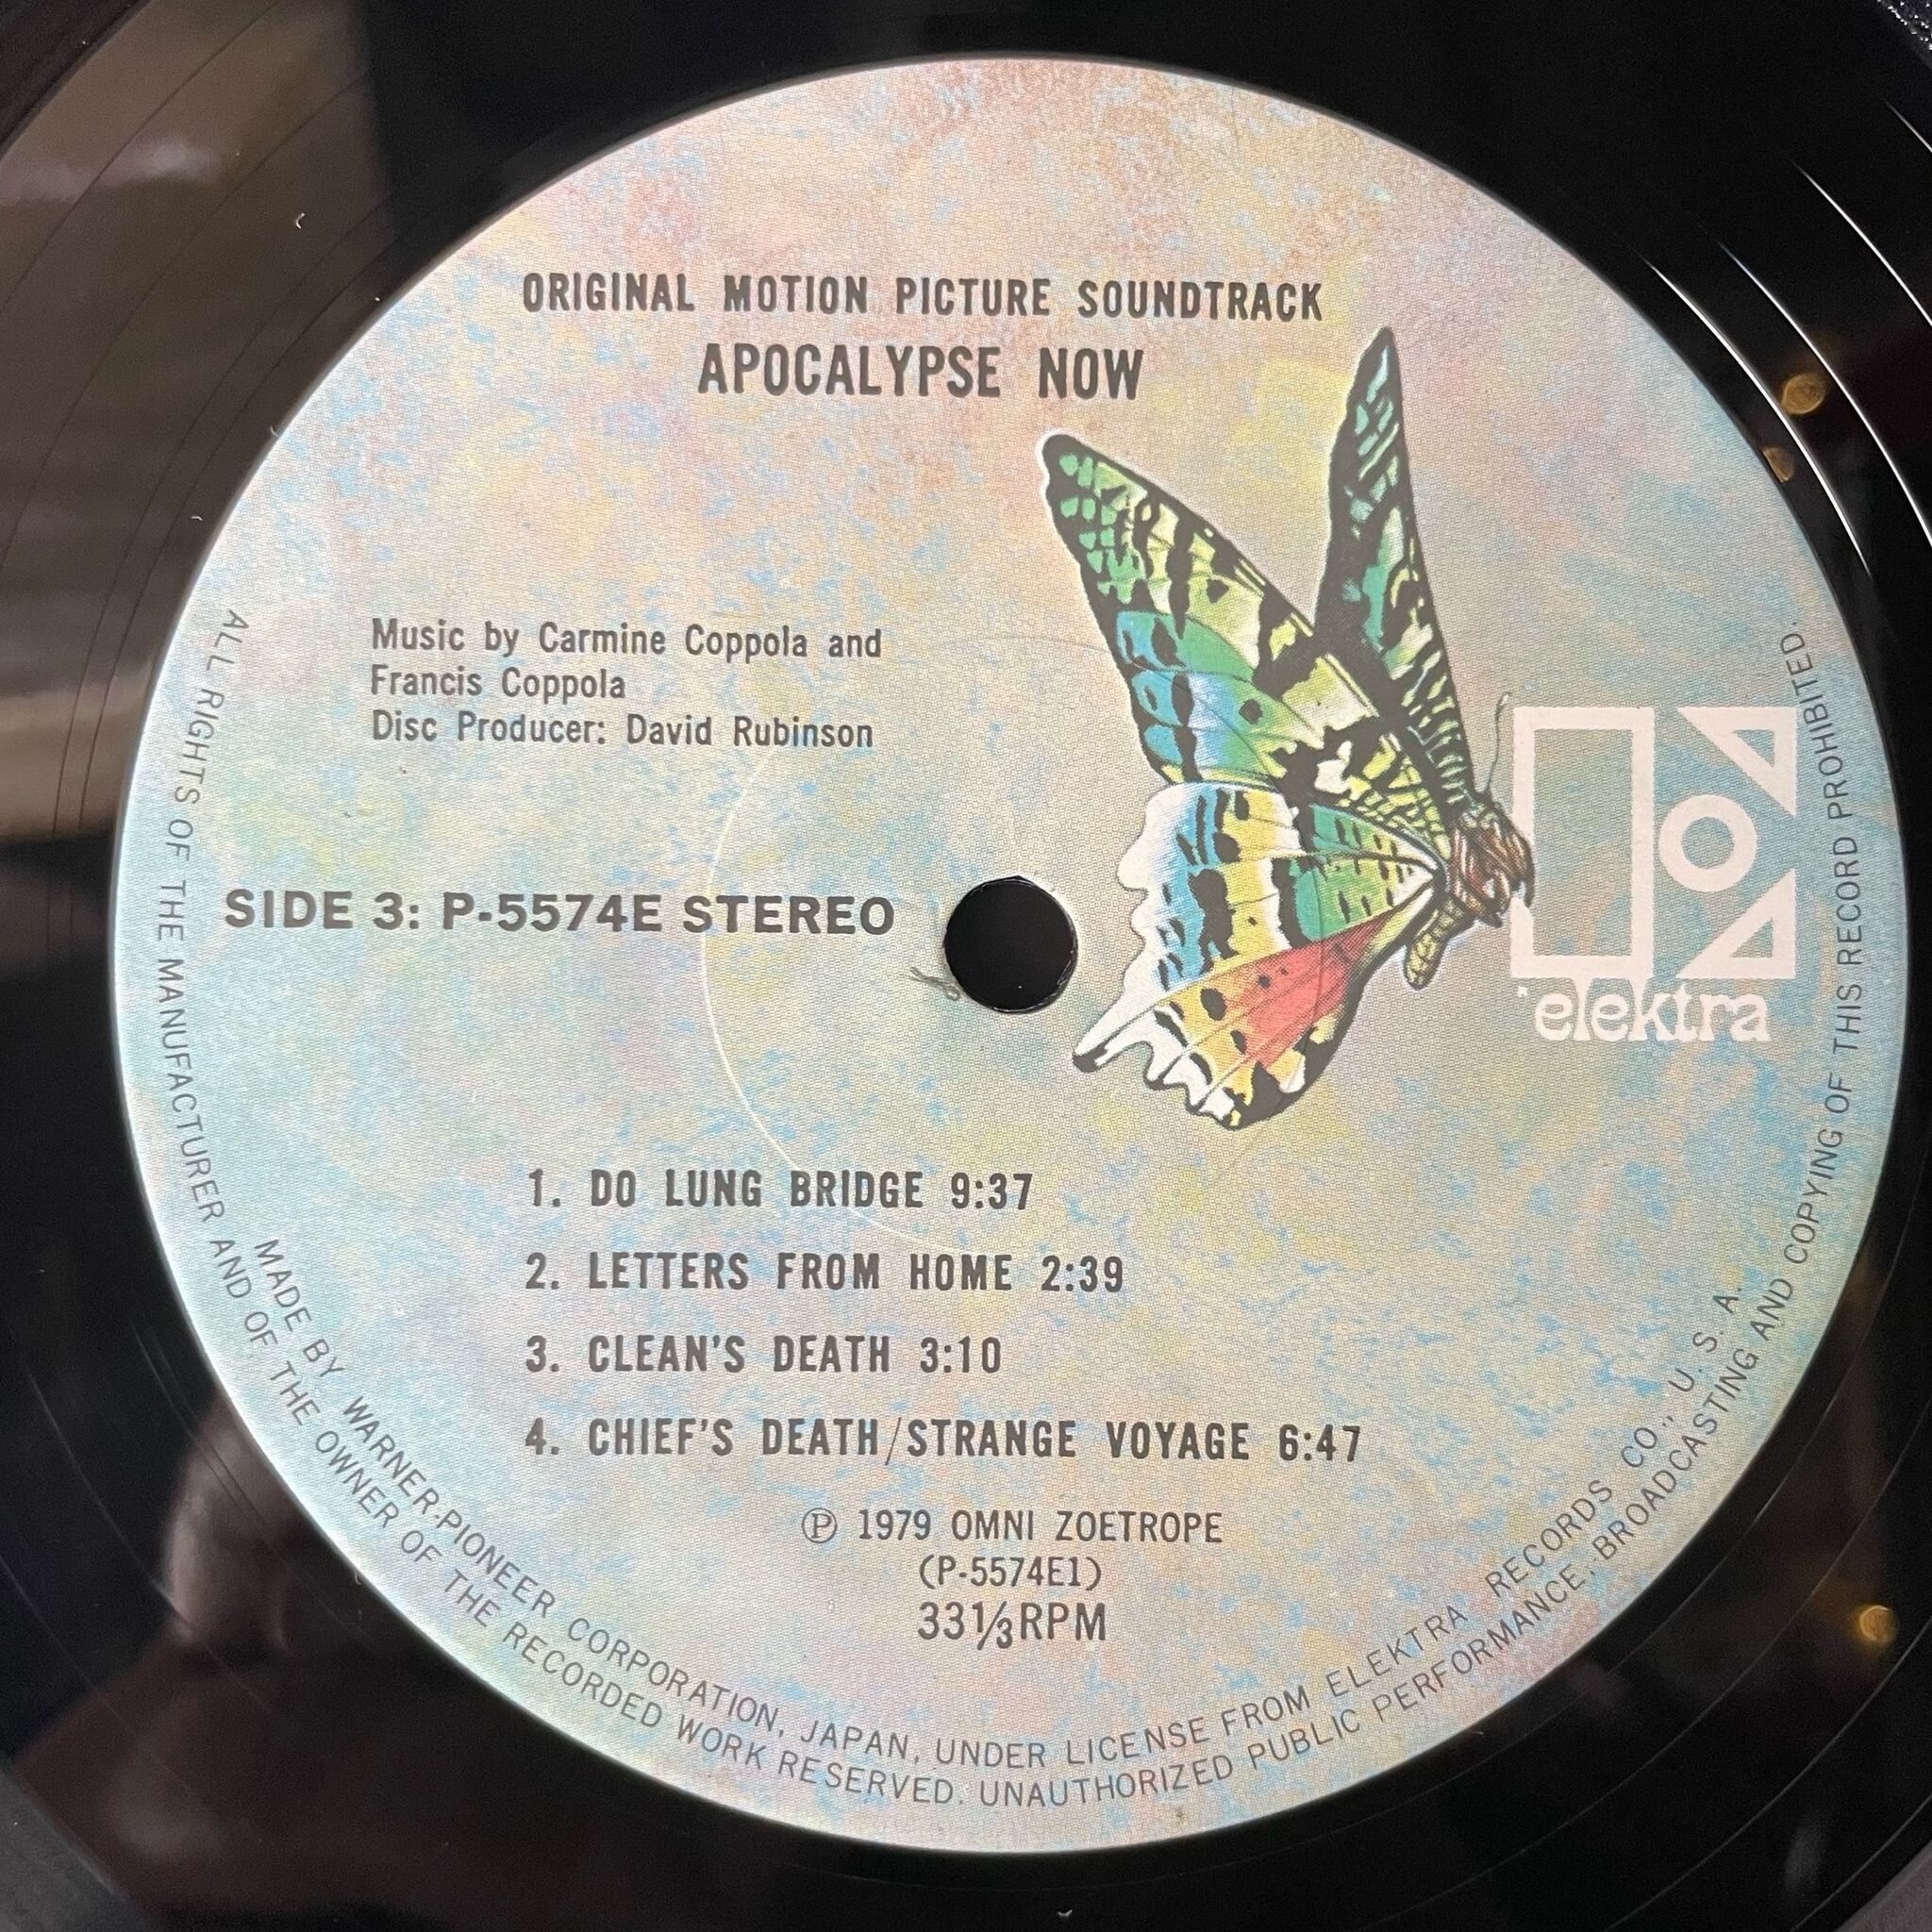 ORIGINAL MOTION PICTURE SOUNDTRACK
APOCALYPSE NOW
Music by Carmine Coppola and
Francis Coppola
Disc Producer: David Rubinson
SIDE 3: P-5574E STEREO
elektra
1. DO LUNG BRIDGE 9:37
2. LETTERS FROM HOME 2:39
3. CLEAN'S DEATH 3:10
4. CHIEF'S DEATH/STRANGE VOYAGE 6:47
℗ 1979 OMNI ZOETROPE
(P-5574E1)
33⅓RPM
MADE BY WARNER-PIONEER CORPORATION, JAPAN, UNDER LICENSE FROM ELEKTRA RECORDS CO., U. S. A.
ALL RIGHTS OF THE MANUFACTURER AND OF THE OWNER OF THE RECORDED WORK RESERVED. UNAUTHORIZED PUBLIC PERFORMANCE, BROADCASTING AND COPYING OF THIS RECORD PROHIBITED.